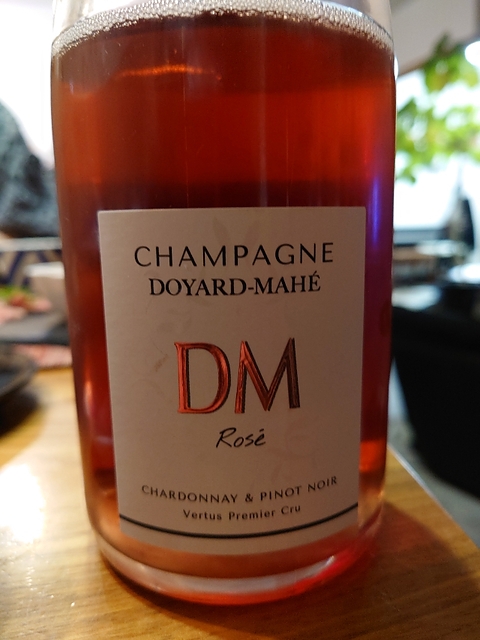 CHAMPAGNE
DOYARD-MAHÉ
DM
Rosé
CHARDONNAY & PINOT NOIR
Vertus Premier Cru